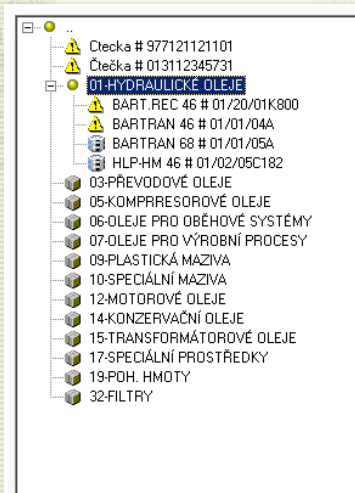 ..
Ctecka # 977121121101
Čtečka # 013112345731
01-HYDRAULICKÉ OLEJE
BART.REC 46 # 01/20/01K800
BARTRAN 46 # 01/01/04A
BARTRAN 68 # 01/01/05A
HLP-HM 46 # 01/02/05C182
03-PŘEVODOVÉ OLEJE
05-KOMPRRESOROVÉ OLEJE
06-OLEJE PRO OBĚHOVÉ SYSTÉMY
07-OLEJE PRO VÝROBNÍ PROCESY
09-PLASTICKÁ MAZIVA
10-SPECIÁLNÍ MAZIVA
12-MOTOROVÉ OLEJE
14-KONZERVAČNÍ OLEJE
15-TRANSFORMÁTOROVÉ OLEJE
17-SPECIÁLNÍ PROSTŘEDKY
19-POH. HMOTY
32-FILTRY